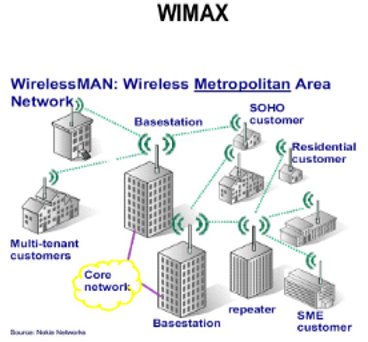 WIMAX
WirelessMAN: Wireless Metropolitan Area
Network
Basestation
SOHO
customer
Residential
customer
Multi-tenant
customers
Core
network
Basestation
repeater
SME
customer
Source: Nokia Networks